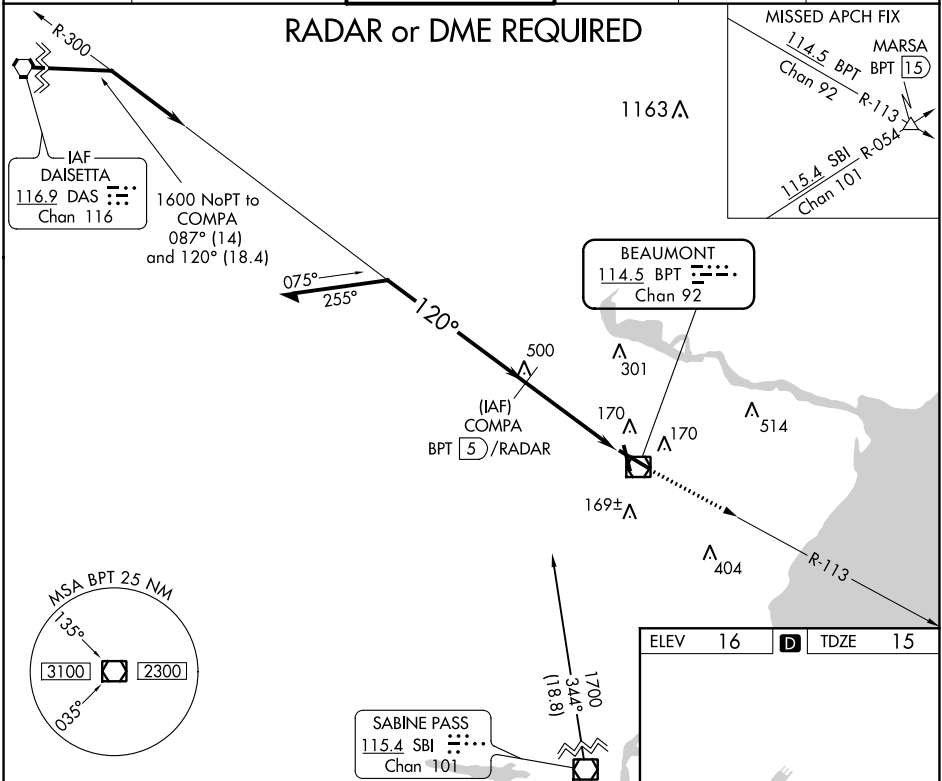 RADAR or DME REQUIRED
R-300
IAF
DAISETTA
116.9 DAS
Chan 116
1600 NoPT to
COMPA
087° (14)
and 120° (18.4)
075°
255°
120°
1163
MISSED APCH FIX
114.5 BPT
Chan 92
R-113
MARSA
BPT 15
115.4 SBI
Chan 101
R-054
BEAUMONT
114.5 BPT
Chan 92
500
301
(IAF)
COMPA
BPT 5 /RADAR
170
170
514
169±
404
R-113
MSA BPT 25 NM
135°
3100
2300
035°
1700
344°
(18.8)
SABINE PASS
115.4 SBI
Chan 101
ELEV 16 D TDZE 15